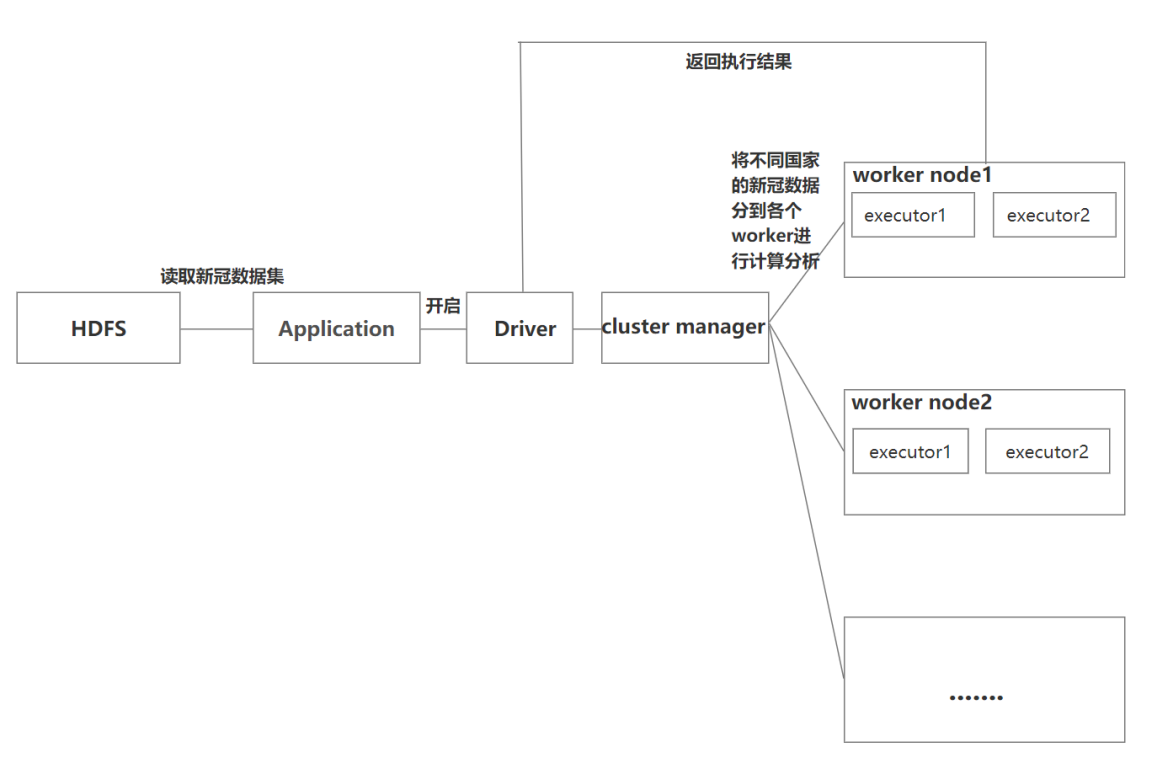 返回执行结果
将不同国家
的新冠数据
分到各个
worker进
行计算分析
worker node1
executor1
executor2
读取新冠数据集
开启
HDFS
Application
Driver
cluster manager
worker node2
executor1
executor2
.......